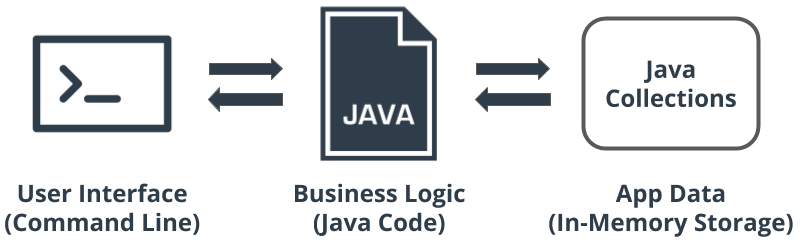 >_
JAVA
Java
Collections
User Interface
(Command Line)
Business Logic
(Java Code)
App Data
(In-Memory Storage)